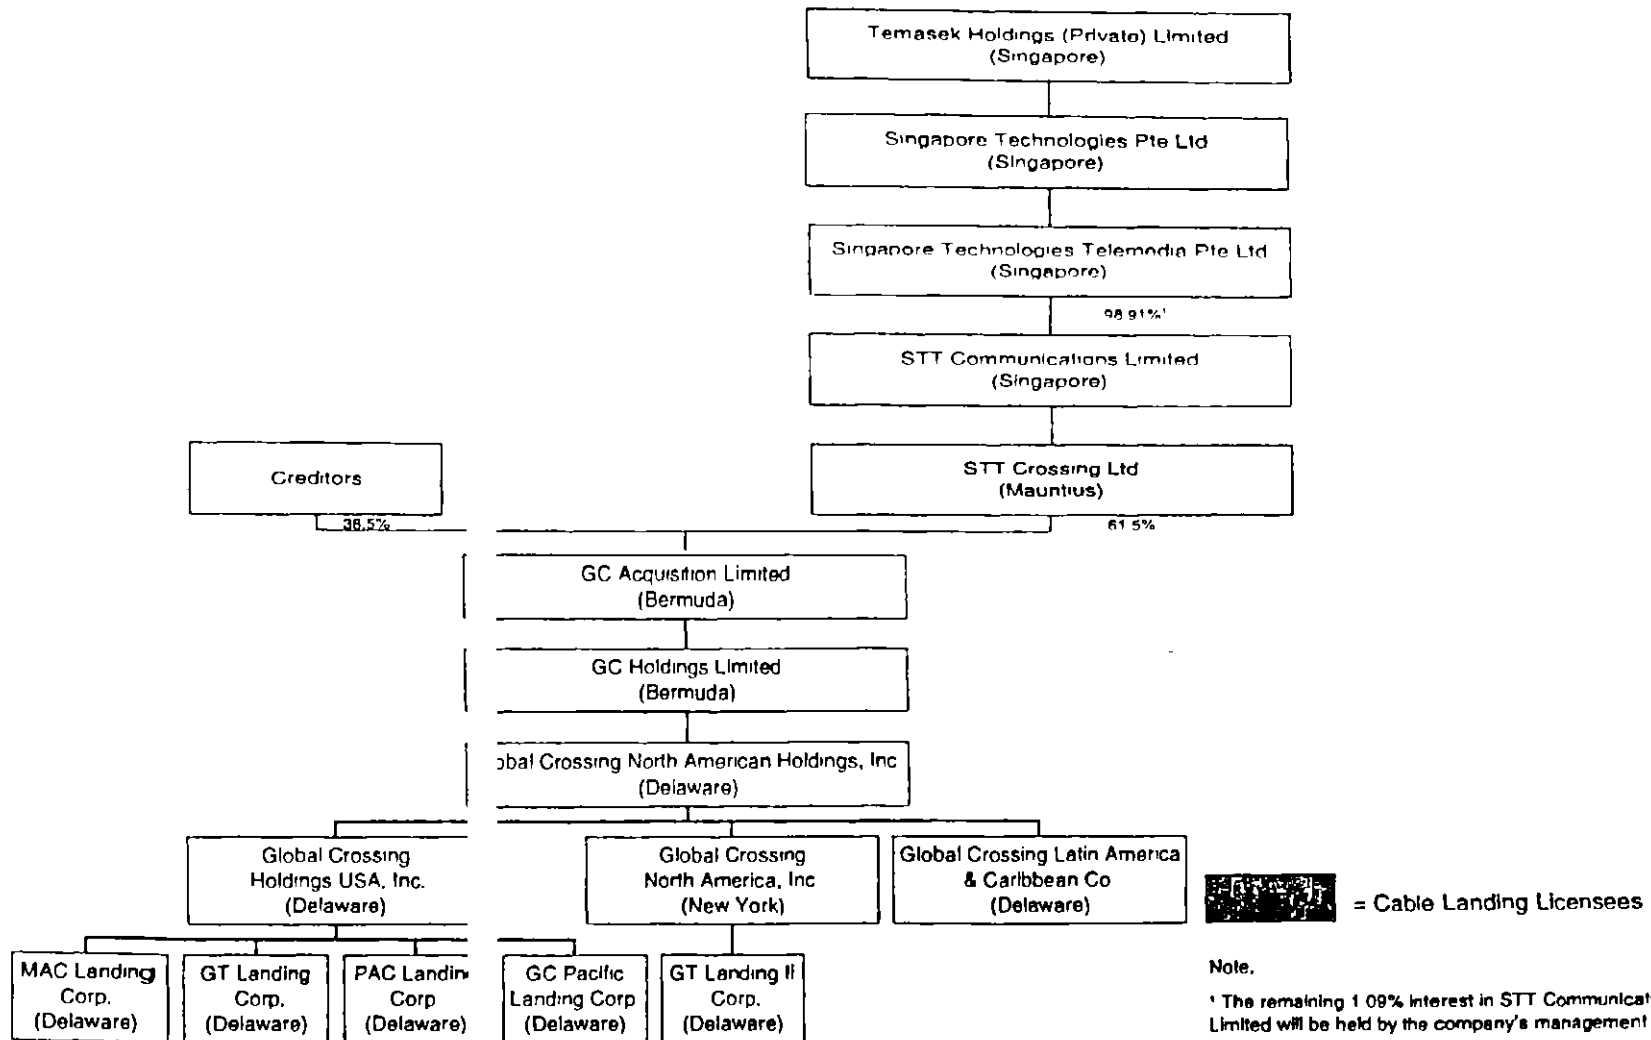 Temasek Holdings (Private) Limited
(Singapore)
Singapore Technologies Pte Ltd
(Singapore)
Singapore Technologies Telemedia Pte Ltd
(Singapore)
98 91%¹
STT Communications Limited
(Singapore)
Creditors
STT Crossing Ltd
(Mauntius)
38.5%
61 5%
GC Acquisition Limited
(Bermuda)
GC Holdings Limited
(Bermuda)
obal Crossing North American Holdings, Inc
(Delaware)
Global Crossing
Holdings USA, Inc.
(Delaware)
Global Crossing
North America, Inc
(New York)
Global Crossing Latin America
& Caribbean Co
(Delaware)
= Cable Landing Licensees
MAC Landing
Corp.
(Delaware)
GT Landing
Corp.
(Delaware)
PAC Landin
Corp
(Delaware)
GC Pacific
Landing Corp
(Delaware)
GT Landing II
Corp.
(Delaware)
Note.
¹ The remaining 1 09% interest in STT Communicat
Limited will be held by the company's management